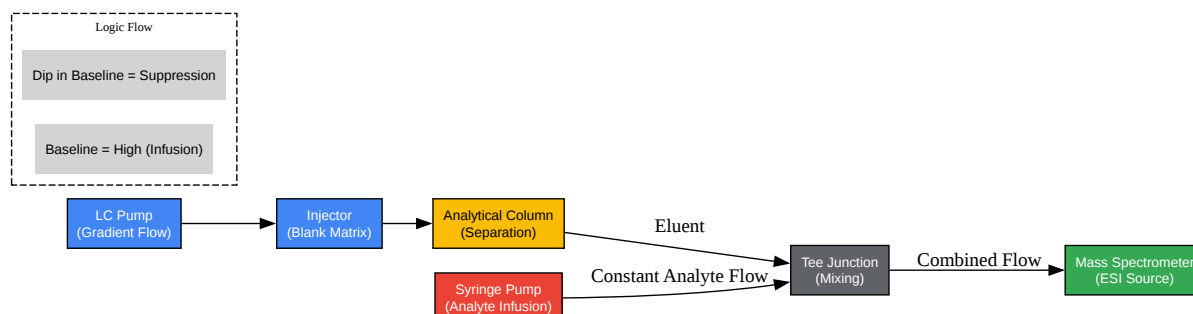 Logic Flow
Dip in Baseline = Suppression
Baseline = High (Infusion)
LC Pump
(Gradient Flow)
Injector
(Blank Matrix)
Analytical Column
(Separation)
Eluent
Syringe Pump
(Analyte Infusion)
Constant Analyte Flow
Tee Junction
(Mixing)
Combined Flow
Mass Spectrometer
(ESI Source)